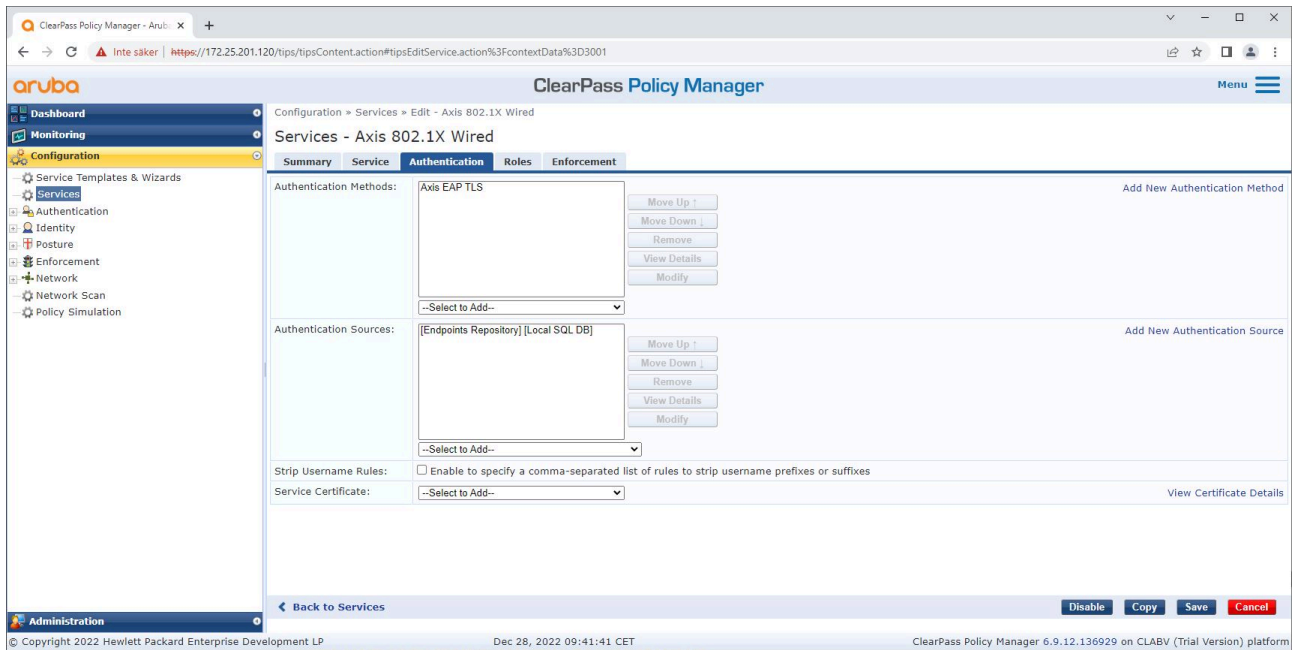 ClearPass Policy Manager - Arub
Inte säker | https://172.25.201.120/tips/tipsContent.action#tipsEditService.action%3FcontextData%3D3001
aruba
ClearPass Policy Manager
Menu
Dashboard
Monitoring
Configuration
Service Templates & Wizards
Services
Authentication
Identity
Posture
Enforcement
Network
Network Scan
Policy Simulation
Administration
Configuration » Services » Edit - Axis 802.1X Wired
Services - Axis 802.1X Wired
Summary Service Authentication Roles Enforcement
Authentication Methods:
Axis EAP TLS
Move Up ↑
Move Down ↓
Remove
View Details
Modify
--Select to Add--
Add New Authentication Method
Authentication Sources:
[Endpoints Repository] [Local SQL DB]
Move Up ↑
Move Down ↓
Remove
View Details
Modify
--Select to Add--
Add New Authentication Source
Strip Username Rules:
Enable to specify a comma-separated list of rules to strip username prefixes or suffixes
Service Certificate:
--Select to Add--
View Certificate Details
Back to Services
Disable Copy Save Cancel
© Copyright 2022 Hewlett Packard Enterprise Development LP
Dec 28, 2022 09:41:41 CET
ClearPass Policy Manager 6.9.12.136929 on CLABV (Trial Version) platform